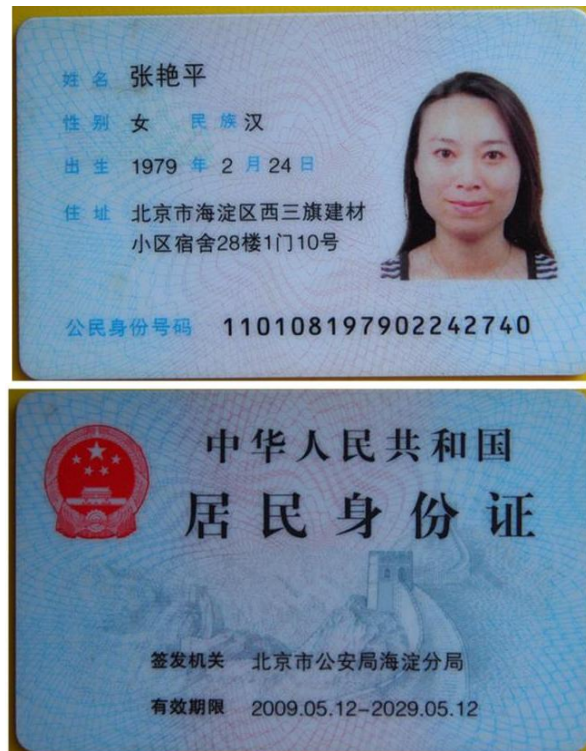 姓名 张艳平
性别 女 民族 汉
出生 1979 年 2 月 24 日
住址 北京市海淀区西三旗建材
小区宿舍28楼1门10号
公民身份号码 110108197902242740
中华人民共和国
居民身份证
签发机关 北京市公安局海淀分局
有效期限 2009.05.12-2029.05.12